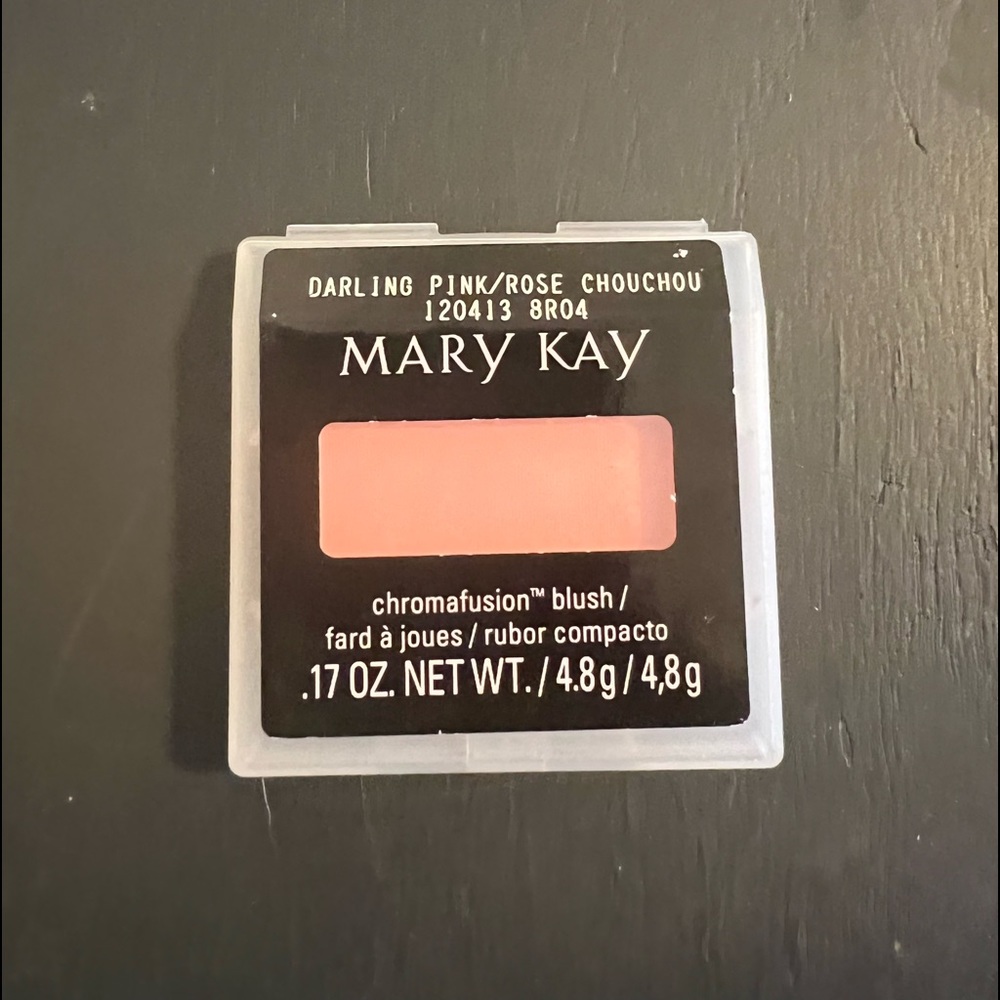 DARLING PINK/ROSE CHOUCHOU
120413 8R04
MARY KAY
chromafusion™ blush /
fard à joues / rubor compacto
.17 OZ. NET WT. / 4.8g / 4,8g